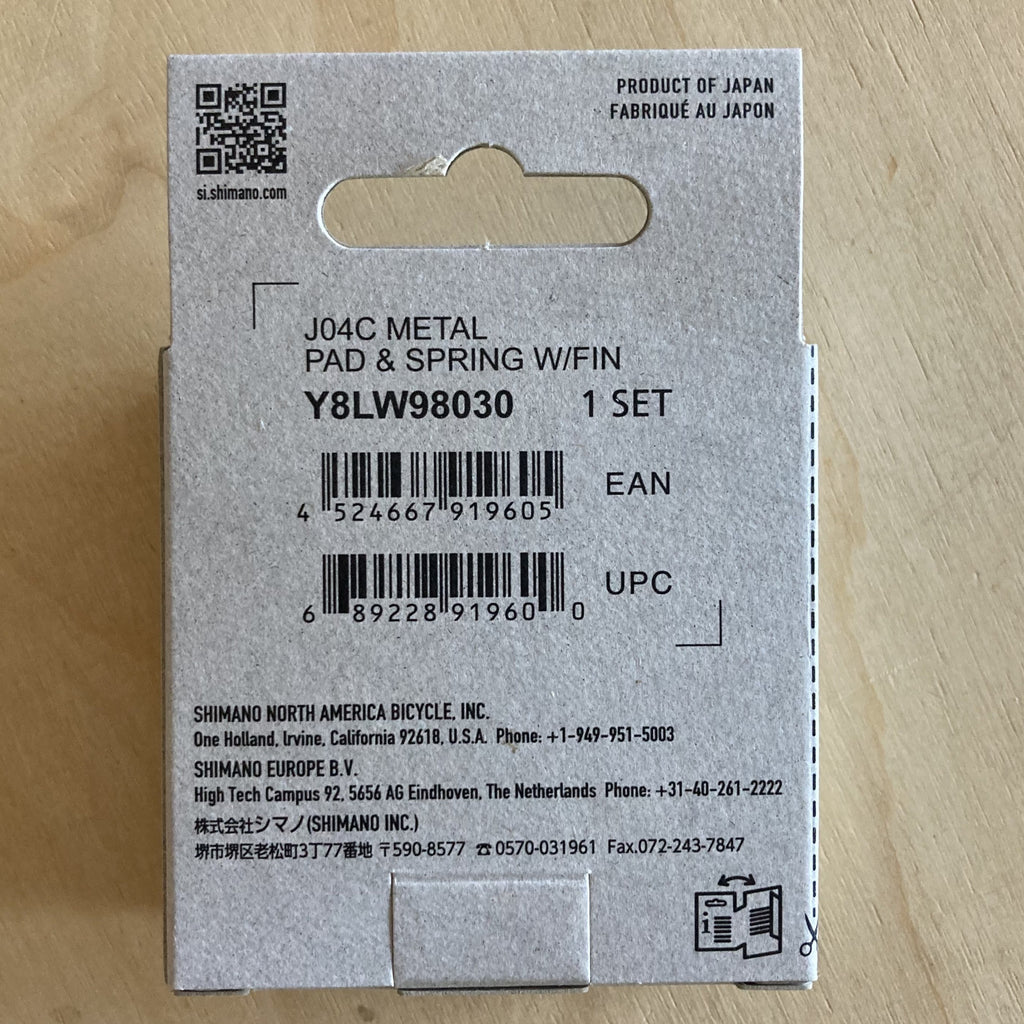 PRODUCT OF JAPAN
FABRIQUÉ AU JAPON
si.shimano.com
J04C METAL
PAD & SPRING W/FIN
Y8LW98030 1 SET
EAN
4 524667 919605
UPC
6 89228 91960 0
SHIMANO NORTH AMERICA BICYCLE, INC.
One Holland, Irvine, California 92618, U.S.A. Phone: +1-949-951-5003
SHIMANO EUROPE B.V.
High Tech Campus 92, 5656 AG Eindhoven, The Netherlands Phone: +31-40-261-2222
株式会社シマノ(SHIMANO INC.)
堺市堺区老松町3丁77番地 〒590-8577 ☎0570-031961 Fax.072-243-7847
i